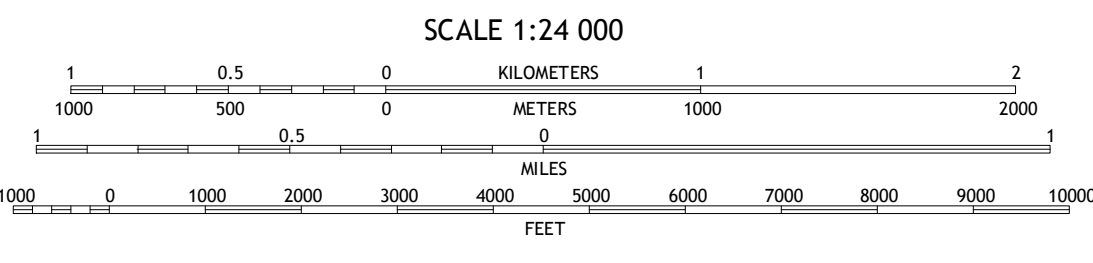 SCALE 1:24 000
1 0.5 0 KILOMETERS 1 2
1000 500 0 METERS 1000 2000
1 0.5 0 1
MILES
1000 0 1000 2000 3000 4000 5000 6000 7000 8000 9000 10000
FEET